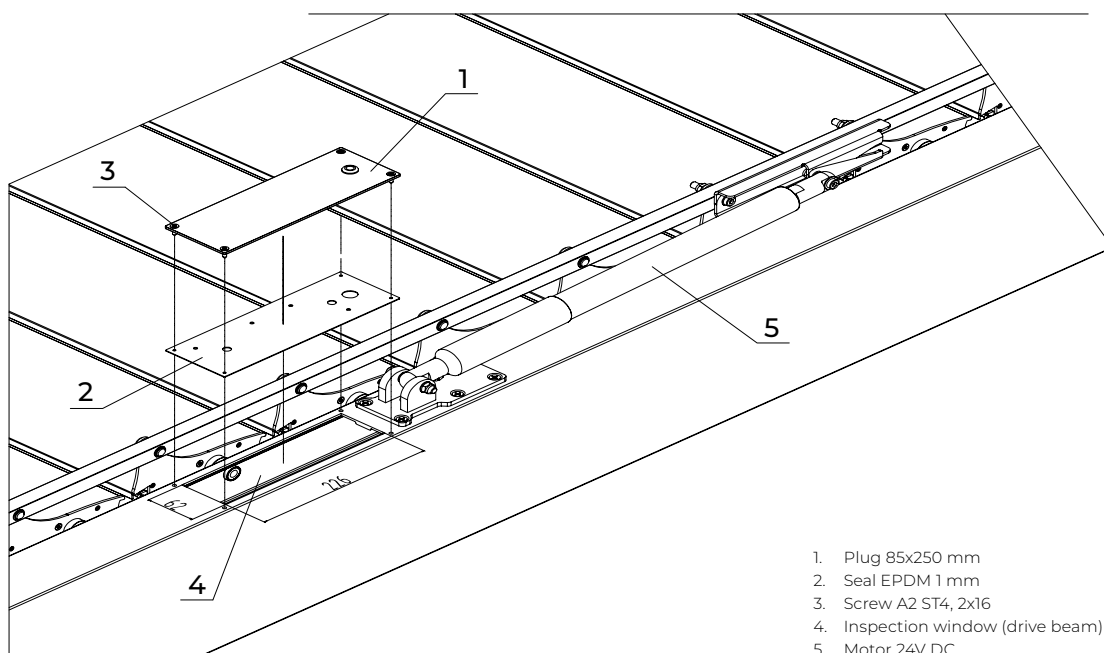 1
3
2
5
4
62
226
1. Plug 85x250 mm
2. Seal EPDM 1 mm
3. Screw A2 ST4, 2x16
4. Inspection window (drive beam)
5. Motor 24V DC